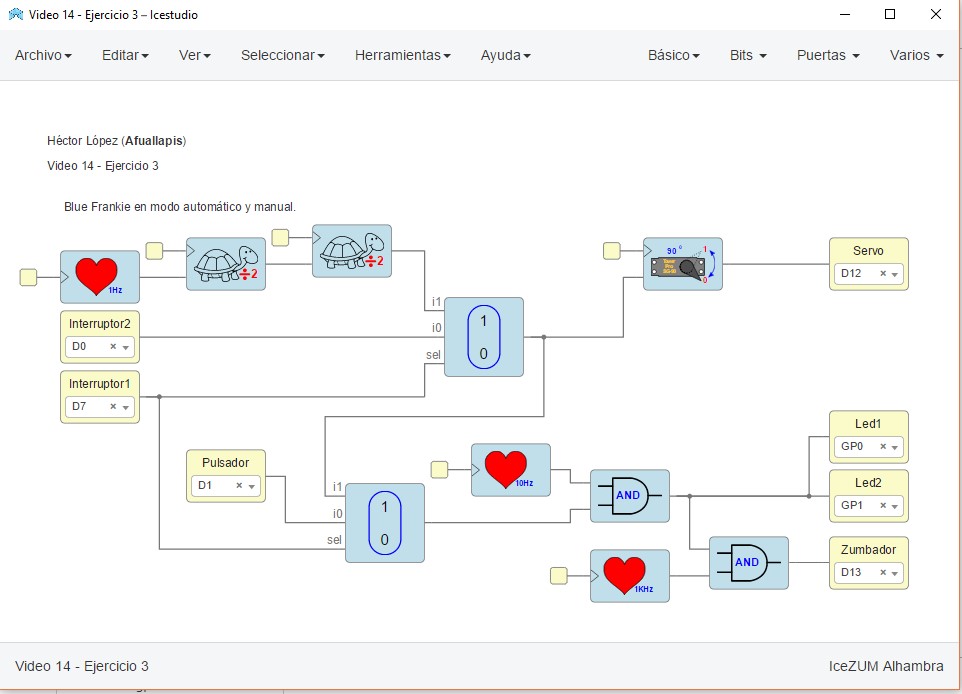 Video 14 - Ejercicio 3 – Icestudio
Archivo Editar Ver Seleccionar Herramientas Ayuda Básico Bits Puertas Varios
Héctor López (Afuallapis)
Video 14 - Ejercicio 3
Blue Frankie en modo automático y manual.
1Hz
÷2
÷2
90 °
1
0
Servo
D12
Interruptor2
D0
Interruptor1
D7
i1
i0
sel
1
0
Pulsador
D1
i1
i0
sel
1
0
10Hz
AND
Led1
GP0
Led2
GP1
1KHz
AND
Zumbador
D13
Video 14 - Ejercicio 3
IceZUM Alhambra